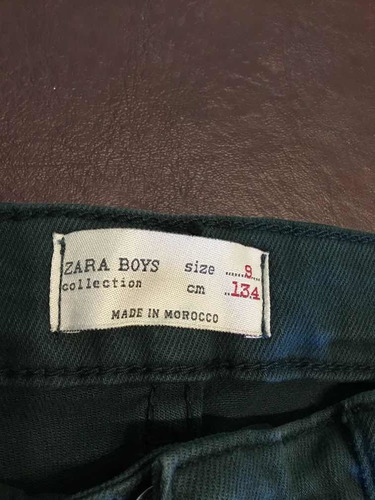 ZARA BOYS size ......9..
collection cm ..134
MADE IN MOROCCO